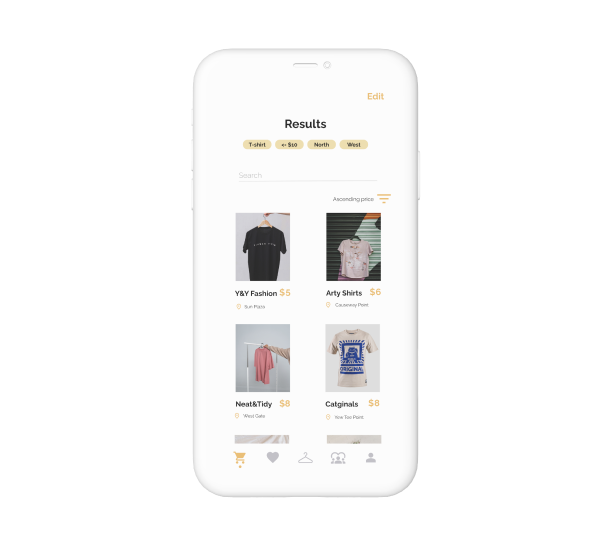 Edit
Results
T-shirt <- $10 North West
Search
Ascending price
Y&Y Fashion $5 Arty Shirts $6
Sun Plaza Causeway Point
ORIGINAL
Neat&Tidy $8 Catginals $8
West Gate Yew Tee Point